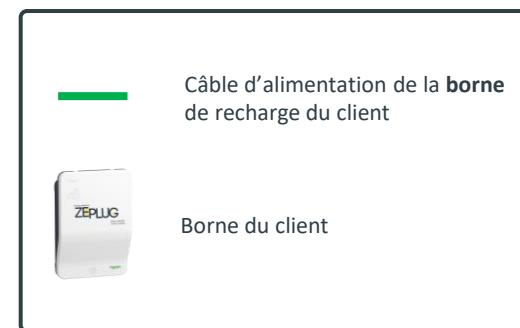 Câble d’alimentation de la borne
de recharge du client
ZEPLUG
Borne du client